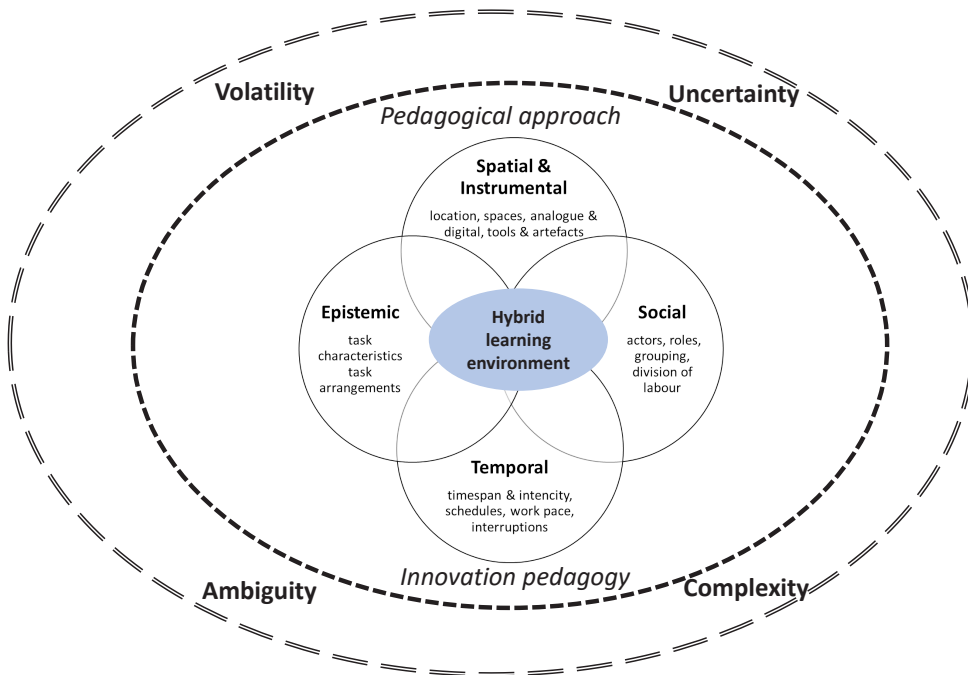 Volatility
Uncertainty
Pedagogical approach
Spatial &
Instrumental
location, spaces, analogue &
digital, tools & artefacts
Epistemic
task
characteristics
task
arrangements
Hybrid
learning
environment
Social
actors, roles,
grouping,
division of
labour
Temporal
timespan & intencity,
schedules, work pace,
interruptions
Innovation pedagogy
Ambiguity
Complexity